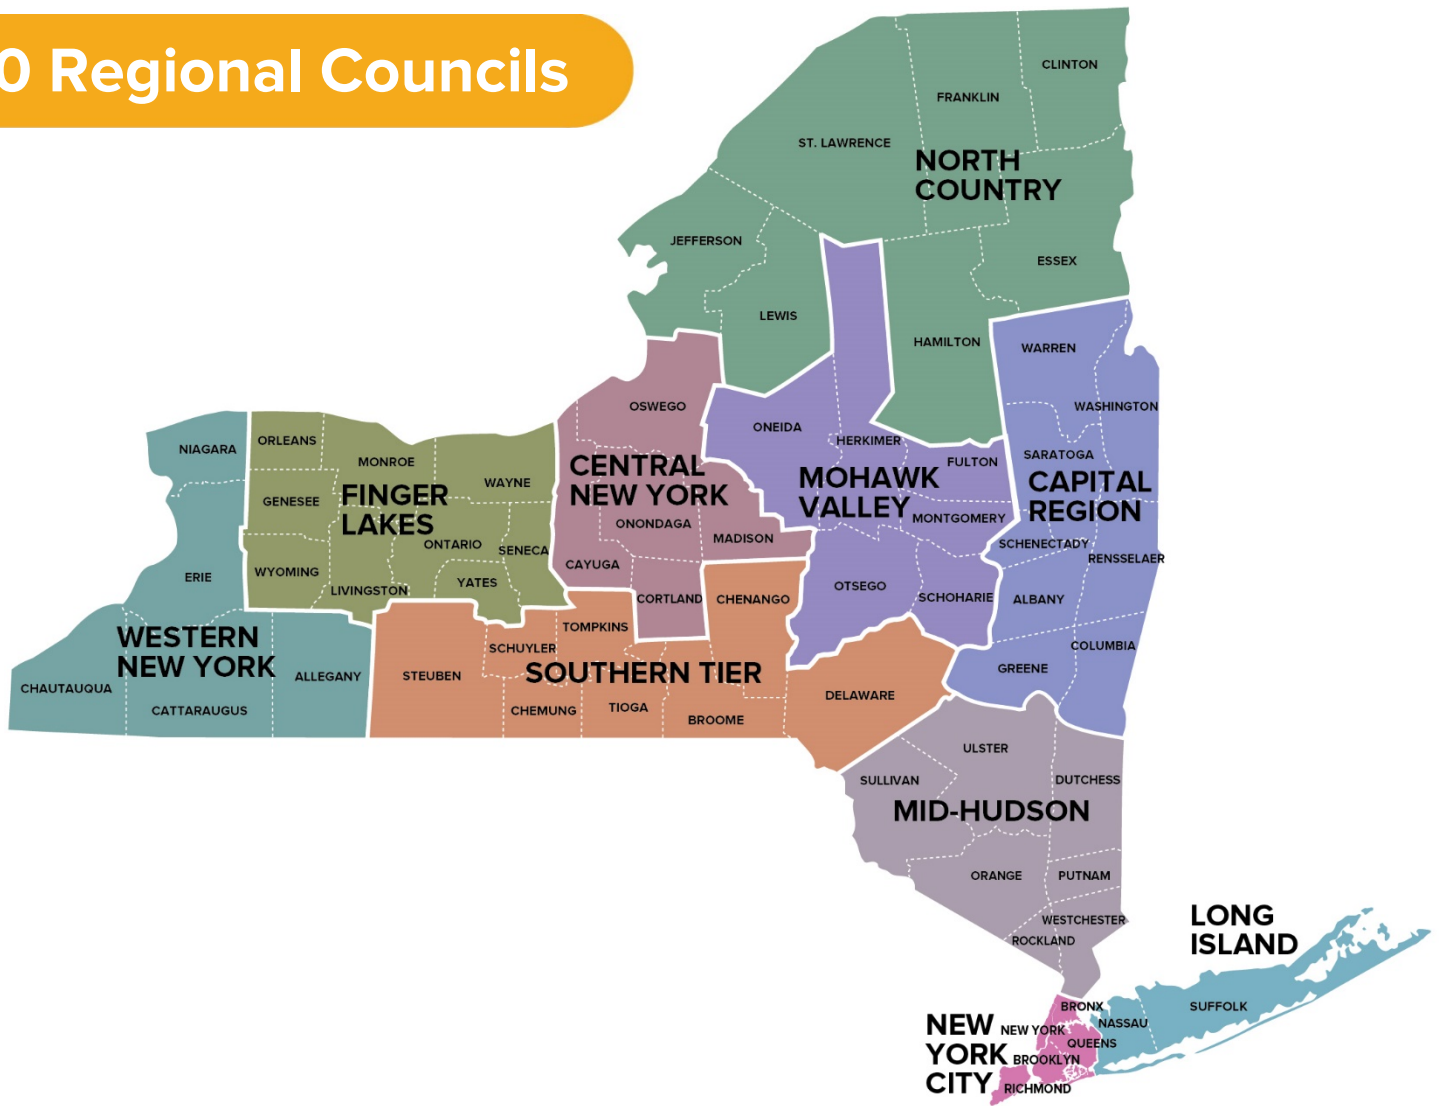 0 Regional Councils
CLINTON
FRANKLIN
ST. LAWRENCE
NORTH
COUNTRY
JEFFERSON
ESSEX
LEWIS
HAMILTON
WARREN
OSWEGO
WASHINGTON
ONEIDA
HERKIMER
NIAGARA
ORLEANS
MONROE
FULTON
SARATOGA
CENTRAL
NEW YORK
MOHAWK
VALLEY
CAPITAL
REGION
WAYNE
GENESEE
FINGER
LAKES
ONONDAGA
MONTGOMERY
MADISON
ONTARIO
SENECA
SCHENECTADY
RENSSELAER
CAYUGA
WYOMING
ERIE
YATES
LIVINGSTON
OTSEGO
SCHOHARIE
ALBANY
CORTLAND
CHENANGO
TOMPKINS
WESTERN
NEW YORK
SCHUYLER
COLUMBIA
GREENE
SOUTHERN TIER
ALLEGANY
STEUBEN
CHAUTAUQUA
DELAWARE
CATTARAUGUS
CHEMUNG
TIOGA
BROOME
ULSTER
SULLIVAN
DUTCHESS
MID-HUDSON
ORANGE
PUTNAM
WESTCHESTER
ROCKLAND
LONG
ISLAND
BRONX
SUFFOLK
NASSAU
NEW
YORK
CITY
NEW YORK
QUEENS
BROOKLYN
RICHMOND